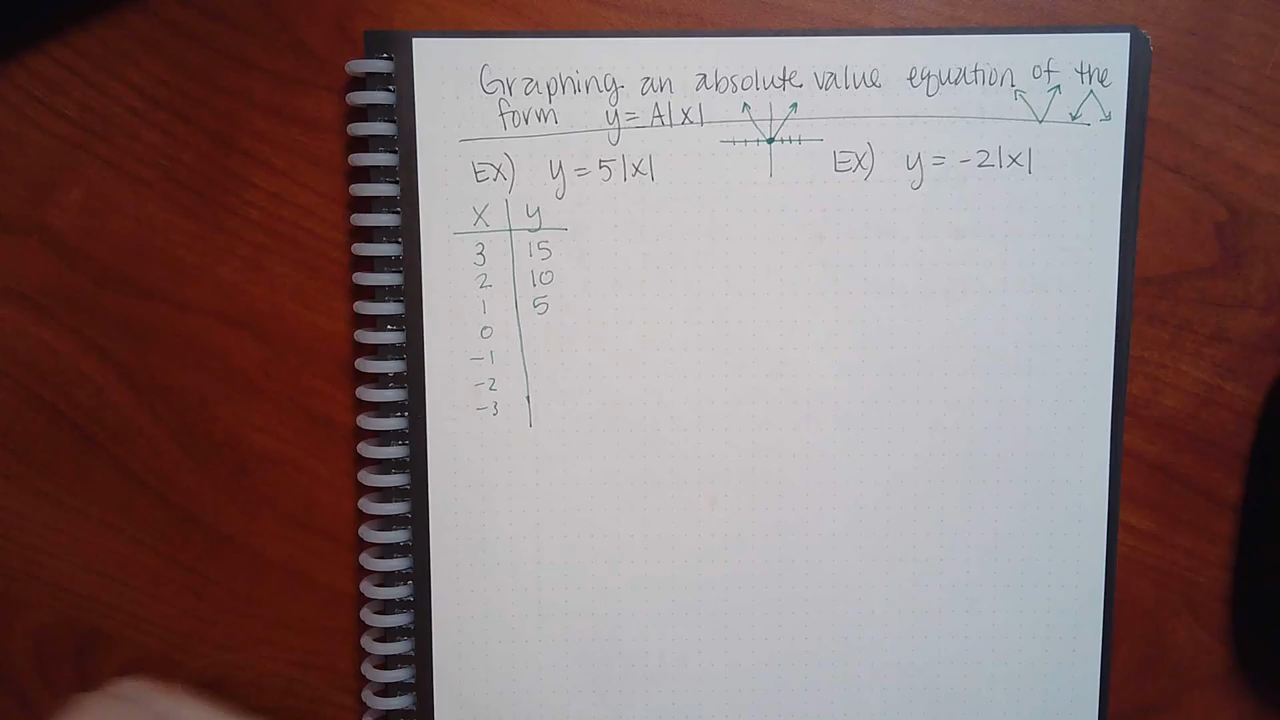 Graphing an absolute value equation of the
form y = A|x|
EX) y = 5|x|
EX) y = -2|x|
x y
3 15
2 10
1 5
0
-1
-2
-3